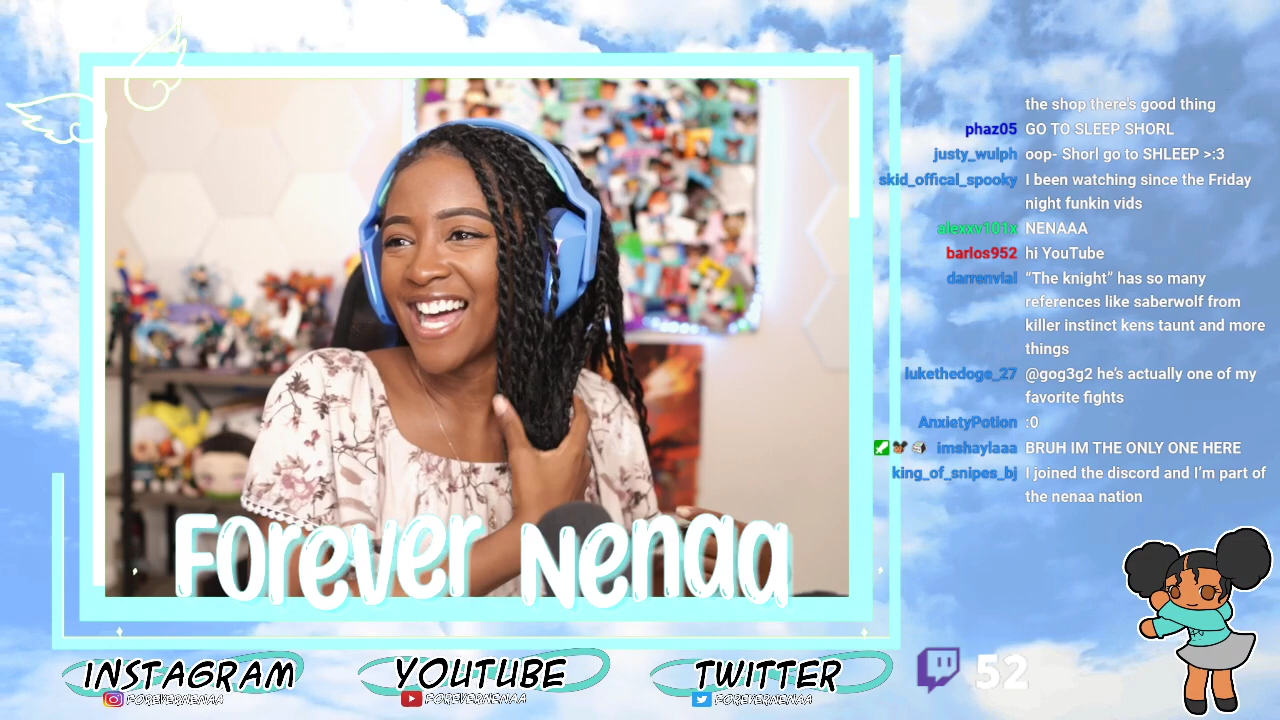 the shop there's good thing
phaz05 GO TO SLEEP SHORL
justy_wulph oop- Shorl go to SHLEEP >:3
skid_offical_spooky I been watching since the Friday
night funkin vids
alexxv101x NENAAA
barlos952 hi YouTube
darrenvial “The knight” has so many
references like saberwolf from
killer instinct kens taunt and more
things
lukethedoge_27 @gog3g2 he’s actually one of my
favorite fights
AnxietyPotion :0
imshaylaaa BRUH IM THE ONLY ONE HERE
king_of_snipes_bj I joined the discord and I’m part of
the nenaa nation
Forever Nenaa
INSTAGRAM YOUTUBE TWITTER
FOREVERNENAA FOREVERNENAA FOREVERNENAA
52